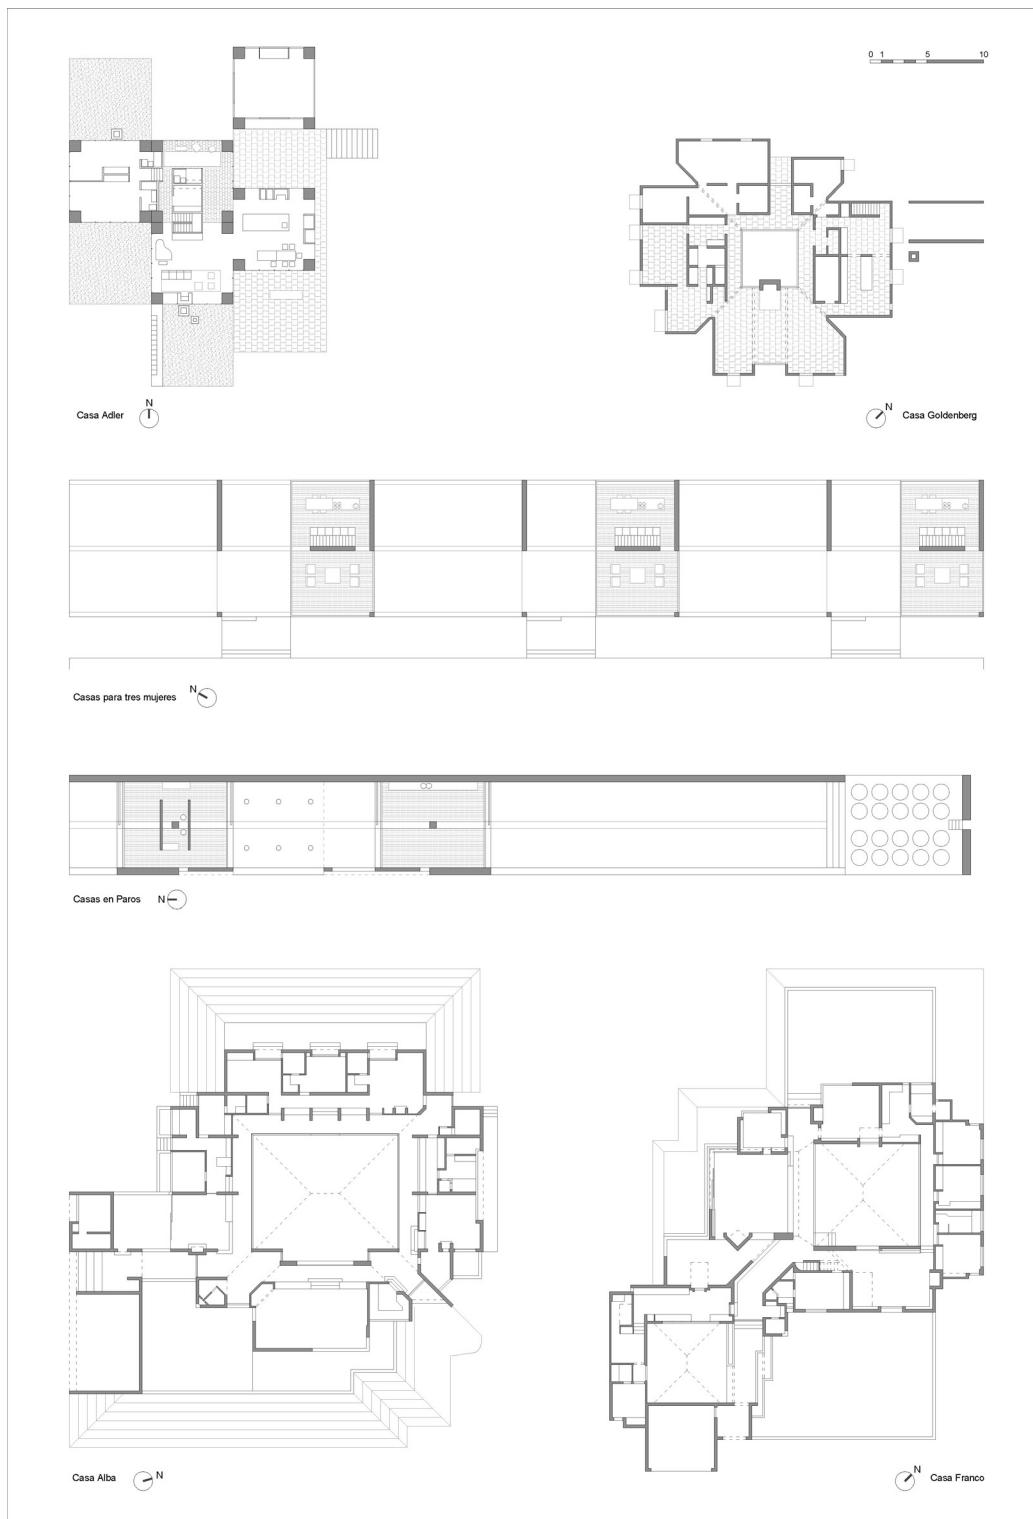 0 1 5 10
N
Casa Adler
N
Casa Goldenberg
N
Casas para tres mujeres
Casas en Paros
N
Casa Alba
N
N
Casa Franco